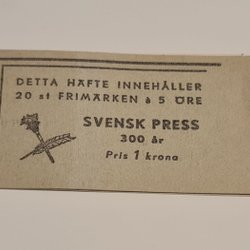 DETTA HÄFTE INNEHÅLLER
20 st FRIMÄRKEN à 5 ÖRE
SVENSK PRESS
300 år
Pris 1 krona